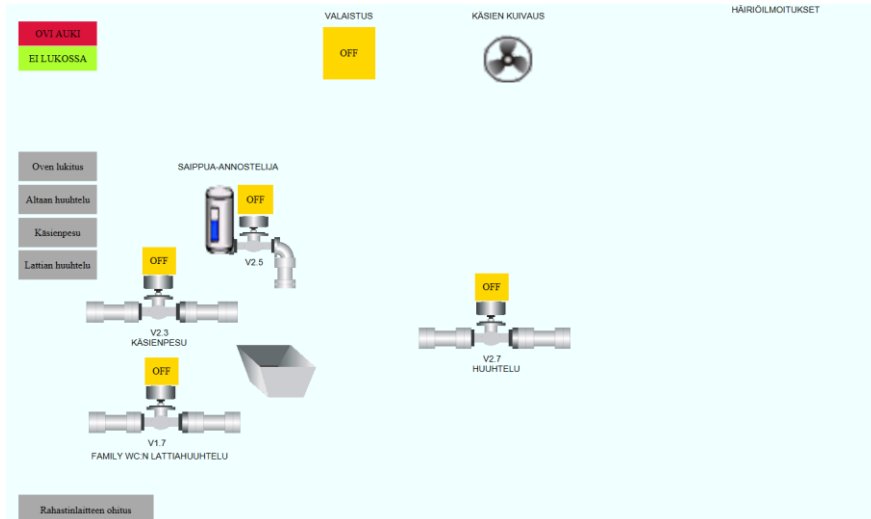 HÄIRIÖILMOITUKSET
VALAISTUS
KÄSIEN KUIVAUS
OVI AUKI
EI LUKOSSA
OFF
Oven lukitus
Altaan huuhtelu
Käsienpesu
Lattian huuhtelu
SAIPPUA-ANNOSTELIJA
OFF
V2.5
OFF
V2.3
KÄSIENPESU
OFF
V2.7
HUUHTELU
OFF
V1.7
FAMILY WC:N LATTIAHUUHTELU
Rahastinlaitteen ohitus